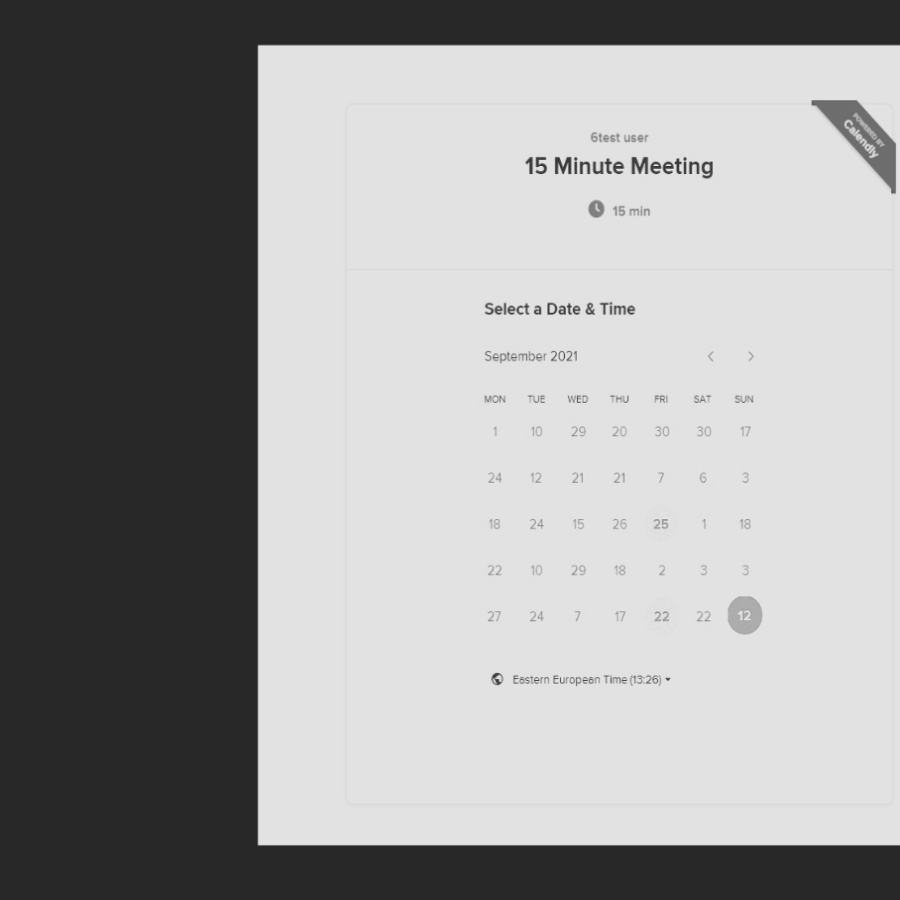 POWERED BY
Calendly
6test user
15 Minute Meeting
15 min
Select a Date & Time
September 2021
MON TUE WED THU FRI SAT SUN
1 10 29 20 30 30 17
24 12 21 21 7 6 3
18 24 15 26 25 1 18
22 10 29 18 2 3 3
27 24 7 17 22 22 12
Eastern European Time (13:26)